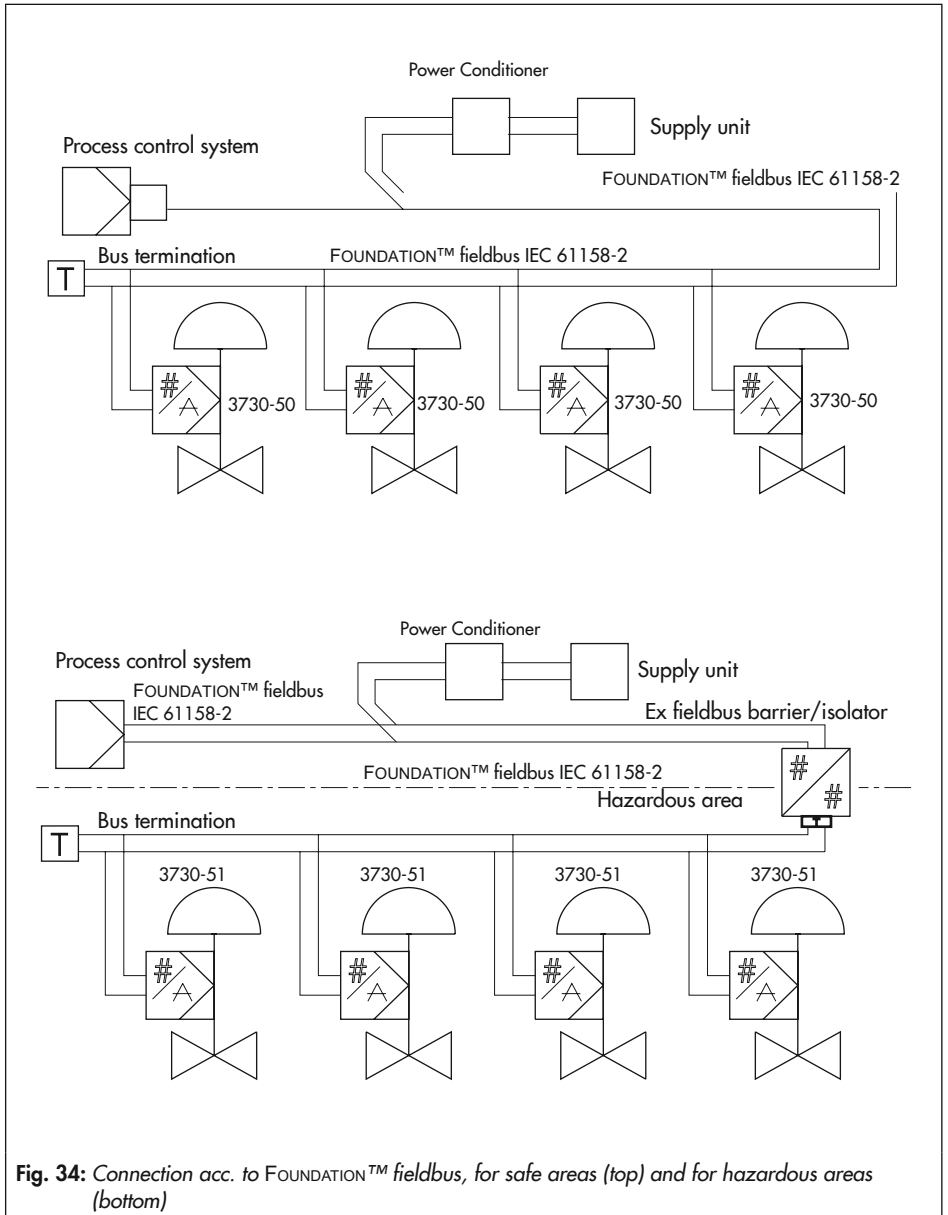 Power Conditioner
Supply unit
Process control system
FOUNDATION™ fieldbus IEC 61158-2
Bus termination
FOUNDATION™ fieldbus IEC 61158-2
T
#/A 3730-50
#/A 3730-50
#/A 3730-50
#/A 3730-50
Power Conditioner
Process control system
Supply unit
FOUNDATION™ fieldbus
IEC 61158-2
Ex fieldbus barrier/isolator
FOUNDATION™ fieldbus IEC 61158-2
#/#
Hazardous area
Bus termination
T
T
3730-51
3730-51
3730-51
3730-51
#/A
#/A
#/A
#/A
Fig. 34: Connection acc. to FOUNDATION™ fieldbus, for safe areas (top) and for hazardous areas
(bottom)